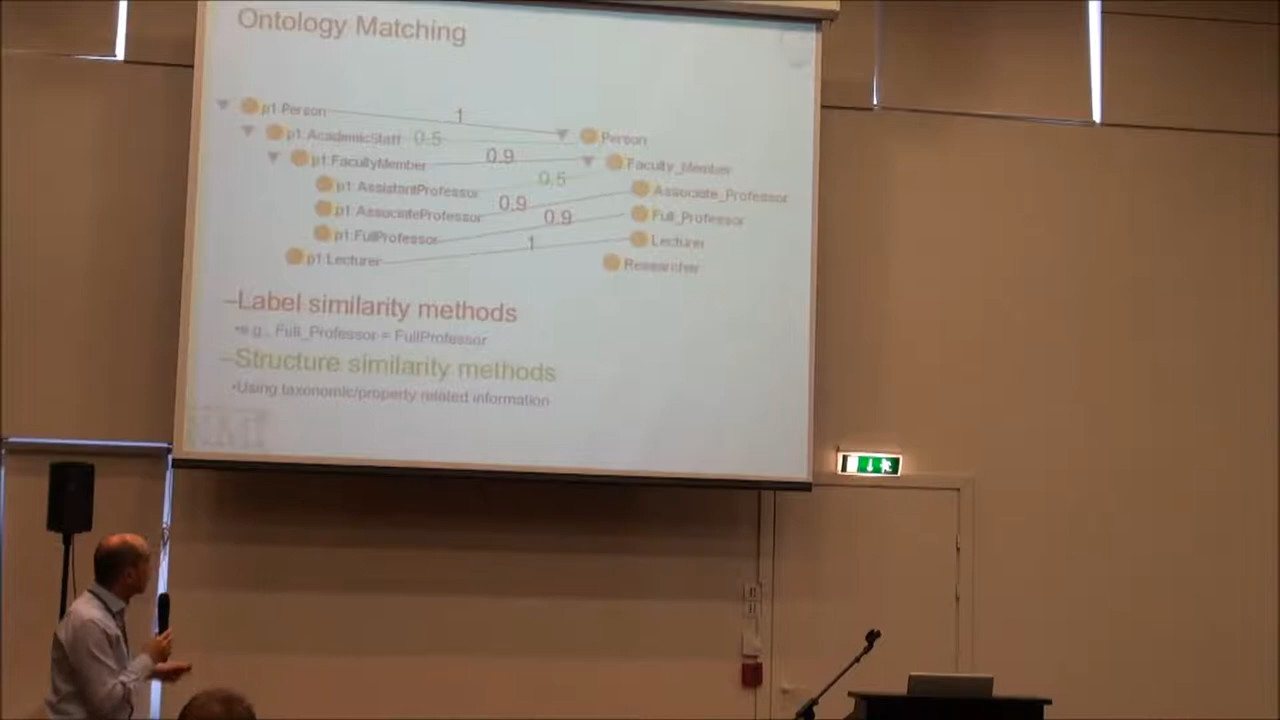 Ontology Matching
p1:Person 1 Person
p1:AcademicStaff 0.5
p1:FacultyMember 0.9 Faculty_Member
p1:AssistantProfessor 0.5 Associate_Professor
p1:AssociateProfessor 0.9 0.9 Full_Professor
p1:FullProfessor 1 Lecturer
p1:Lecturer Researcher
–Label similarity methods
•e.g., Full_Professor = FullProfessor
–Structure similarity methods
•Using taxonomic/property related information